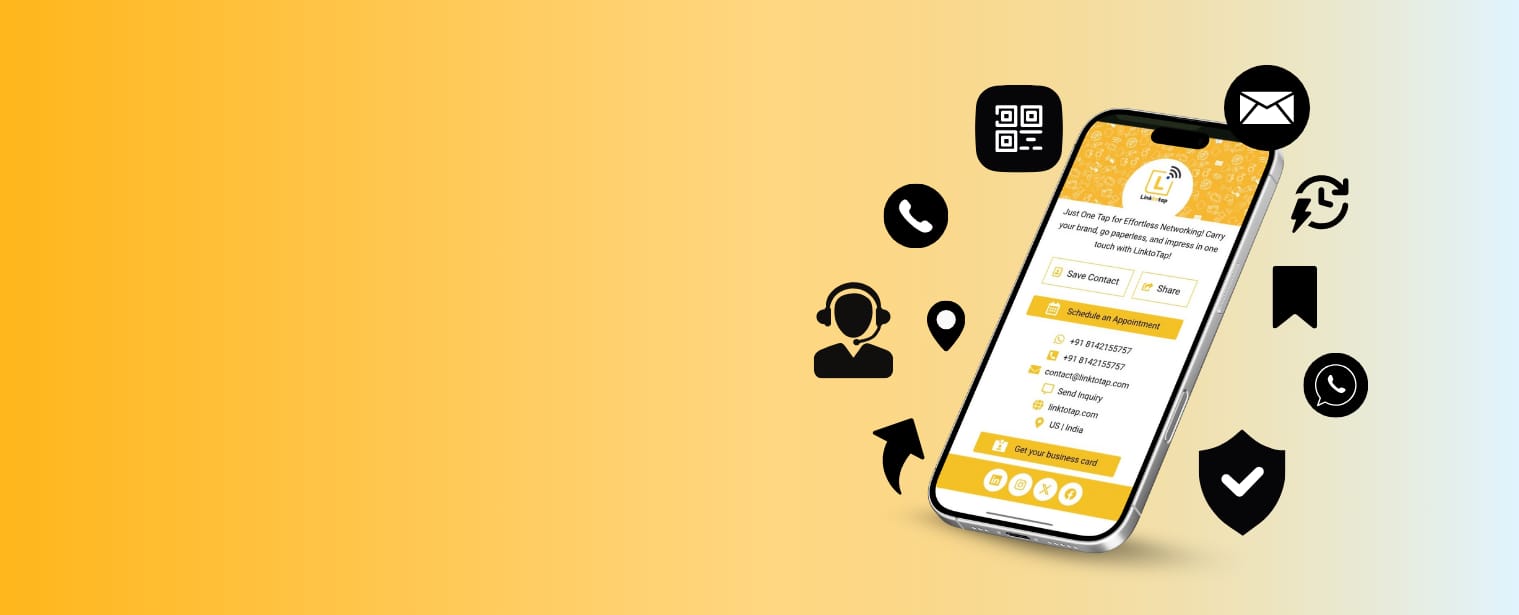 L
Linktotap
Just One Tap for Effortless Networking! Carry
your brand, go paperless, and impress in one
touch with LinktoTap!
Save Contact
Share
Schedule an Appointment
+91 8142155757
+91 8142155757
contact@linktotap.com
Send Inquiry
linktotap.com
US | India
Get your business card